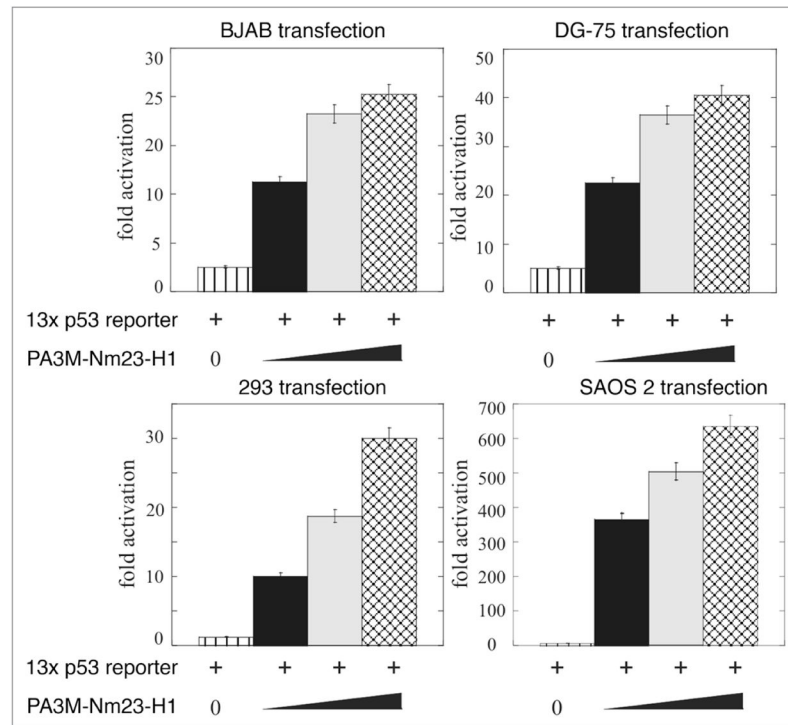 BJAB transfection
30
25
20
10
5
0
fold activation
13x p53 reporter + + + +
PA3M-Nm23-H1 0
DG-75 transfection
50
40
30
20
10
0
fold activation
+ + + +
0
293 transfection
30
20
10
0
fold activation
13x p53 reporter + + + +
PA3M-Nm23-H1 0
SAOS 2 transfection
700
600
500
400
300
200
100
0
fold activation
+ + + +
0